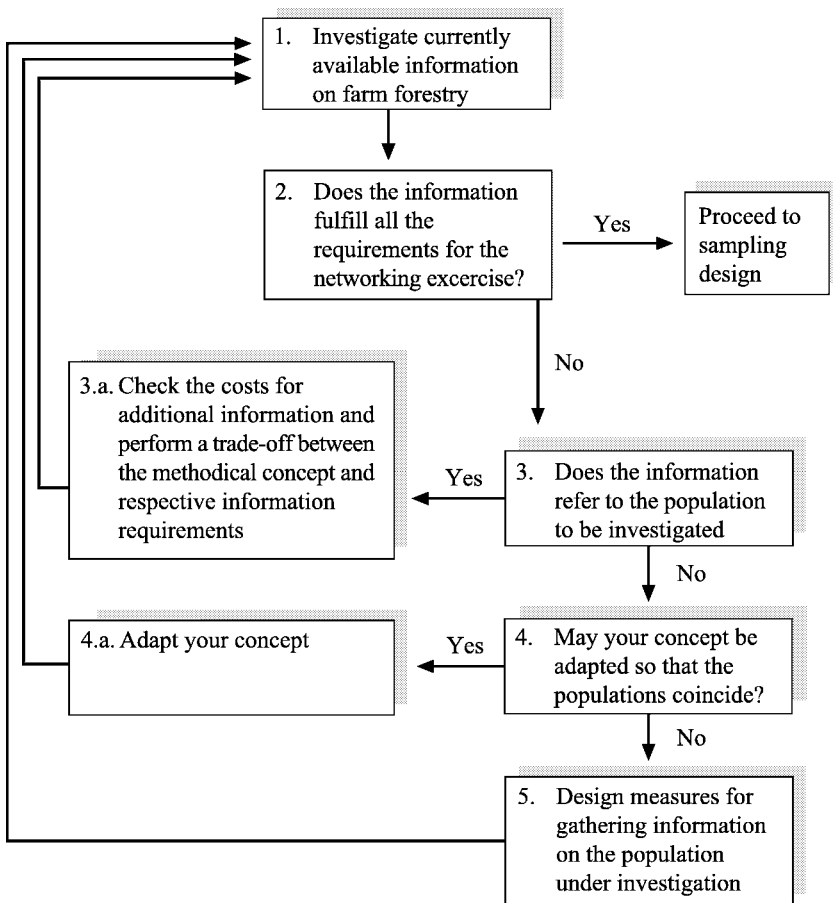 1. Investigate currently
available information
on farm forestry
2. Does the information
fulfill all the
requirements for the
networking excercise?
Yes
Proceed to
sampling
design
No
3.a. Check the costs for
additional information and
perform a trade-off between
the methodical concept and
respective information
requirements
Yes
3. Does the information
refer to the population
to be investigated
No
4.a. Adapt your concept
Yes
4. May your concept be
adapted so that the
populations coincide?
No
5. Design measures for
gathering information
on the population
under investigation